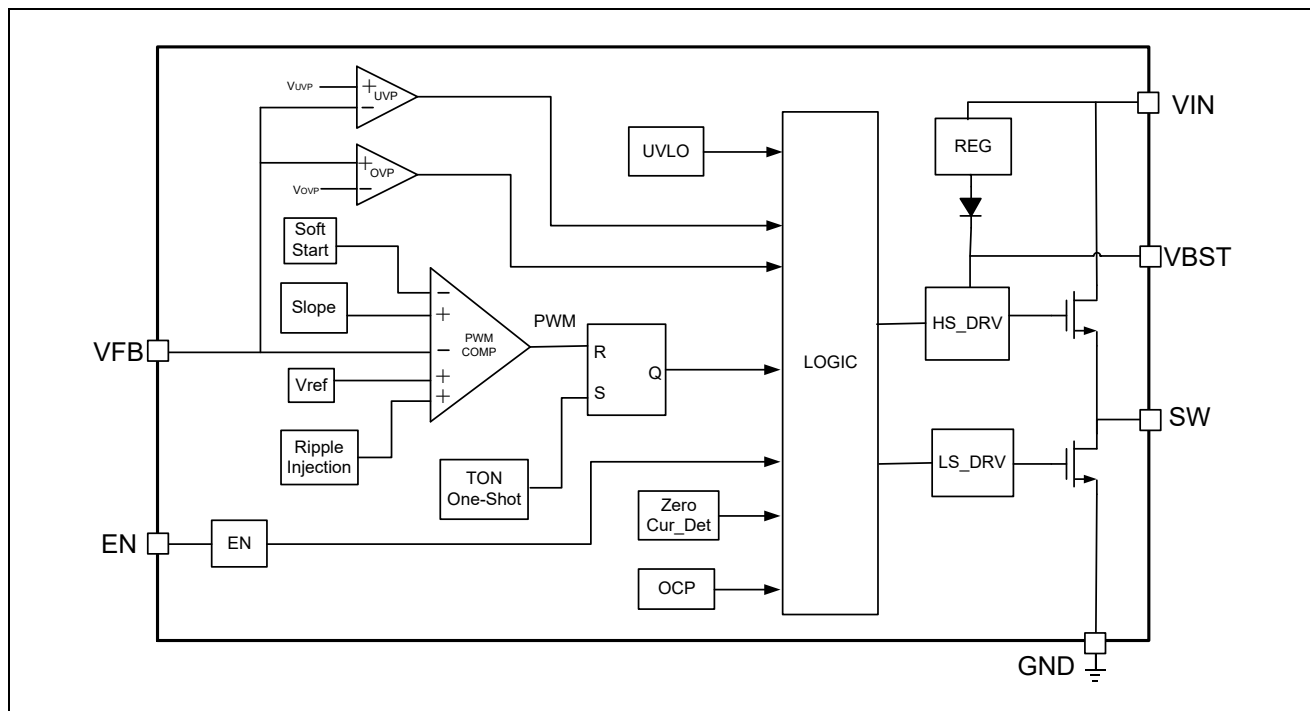 VUVP
+
UVP
−
VIN
UVLO
REG
+
OVP
VOVP
−
Soft
Start
VBST
−
Slope
+
HS_DRV
PWM
PWM
COMP
VFB
−
R
LOGIC
Q
Vref
+
+
S
SW
Ripple
Injection
LS_DRV
TON
One-Shot
Zero
Cur_Det
EN
EN
OCP
GND